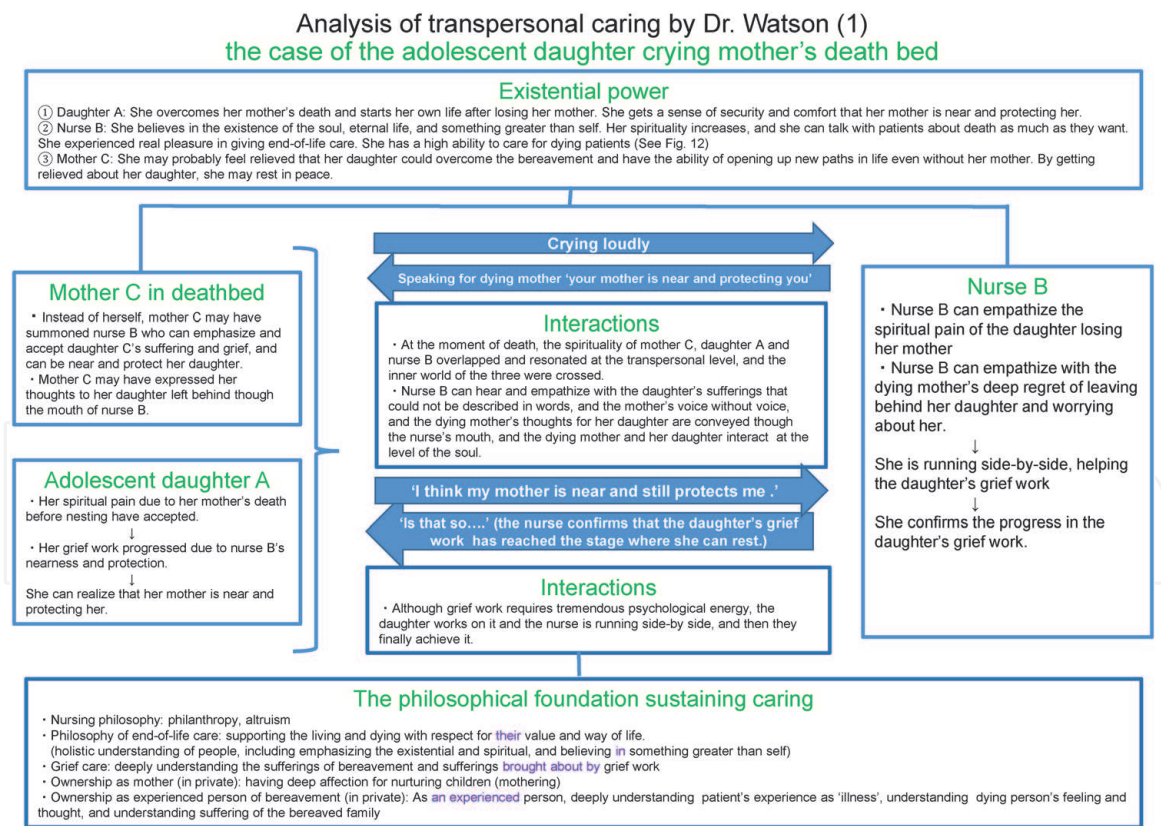 Analysis of transpersonal caring by Dr. Watson (1)
the case of the adolescent daughter crying mother's death bed
Existential power
① Daughter A: She overcomes her mother's death and starts her own life after losing her mother. She gets a sense of security and comfort that her mother is near and protecting her.
② Nurse B: She believes in the existence of the soul, eternal life, and something greater than self. Her spirituality increases, and she can talk with patients about death as much as they want.
She experienced real pleasure in giving end-of-life care. She has a high ability to care for dying patients (See Fig. 12)
③ Mother C: She may probably feel relieved that her daughter could overcome the bereavement and have the ability of opening up new paths in life even without her mother. By getting
relieved about her daughter, she may rest in peace.
Mother C in deathbed
・Instead of herself, mother C may have
summoned nurse B who can emphasize and
accept daughter C's suffering and grief, and
can be near and protect her daughter.
・Mother C may have expressed her
thoughts to her daughter left behind though
the mouth of nurse B.
Adolescent daughter A
・Her spiritual pain due to her mother's death
before nesting have accepted.
↓
・Her grief work progressed due to nurse B's
nearness and protection.
↓
She can realize that her mother is near and
protecting her.
Crying loudly
Speaking for dying mother 'your mother is near and protecting you'
Interactions
・At the moment of death, the spirituality of mother C, daughter A and
nurse B overlapped and resonated at the transpersonal level, and the
inner world of the three were crossed.
・Nurse B can hear and empathize with the daughter's sufferings that
could not be described in words, and the mother's voice without voice,
and the dying mother's thoughts for her daughter are conveyed though
the nurse's mouth, and the dying mother and her daughter interact at the
level of the soul.
'I think my mother is near and still protects me .'
'Is that so….' (the nurse confirms that the daughter's grief
work has reached the stage where she can rest.)
Interactions
・Although grief work requires tremendous psychological energy, the
daughter works on it and the nurse is running side-by side, and then they
finally achieve it.
Nurse B
・Nurse B can empathize the
spiritual pain of the daughter losing
her mother
・Nurse B can empathize with the
dying mother's deep regret of leaving
behind her daughter and worrying
about her.
↓
She is running side-by-side, helping
the daughter's grief work
↓
She confirms the progress in the
daughter's grief work.
The philosophical foundation sustaining caring
・Nursing philosophy: philanthropy, altruism
・Philosophy of end-of-life care: supporting the living and dying with respect for their value and way of life.
(holistic understanding of people, including emphasizing the existential and spiritual, and believing in something greater than self)
・Grief care: deeply understanding the sufferings of bereavement and sufferings brought about by grief work
・Ownership as mother (in private): having deep affection for nurturing children (mothering)
・Ownership as experienced person of bereavement (in private): As an experienced person, deeply understanding patient's experience as 'illness', understanding dying person's feeling and
thought, and understanding suffering of the bereaved family